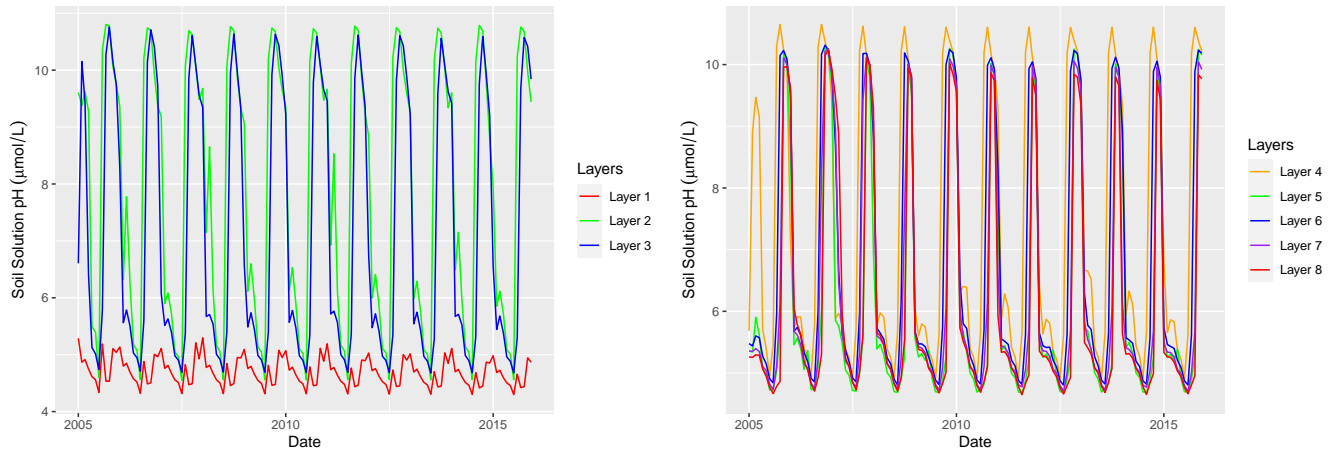 Soil Solution pH (μmol/L)
10
8
6
4
2005
2010
2015
Date
Layers
Layer 1
Layer 2
Layer 3
Soil Solution pH (μmol/L)
10
8
6
2005
2010
2015
Date
Layers
Layer 4
Layer 5
Layer 6
Layer 7
Layer 8